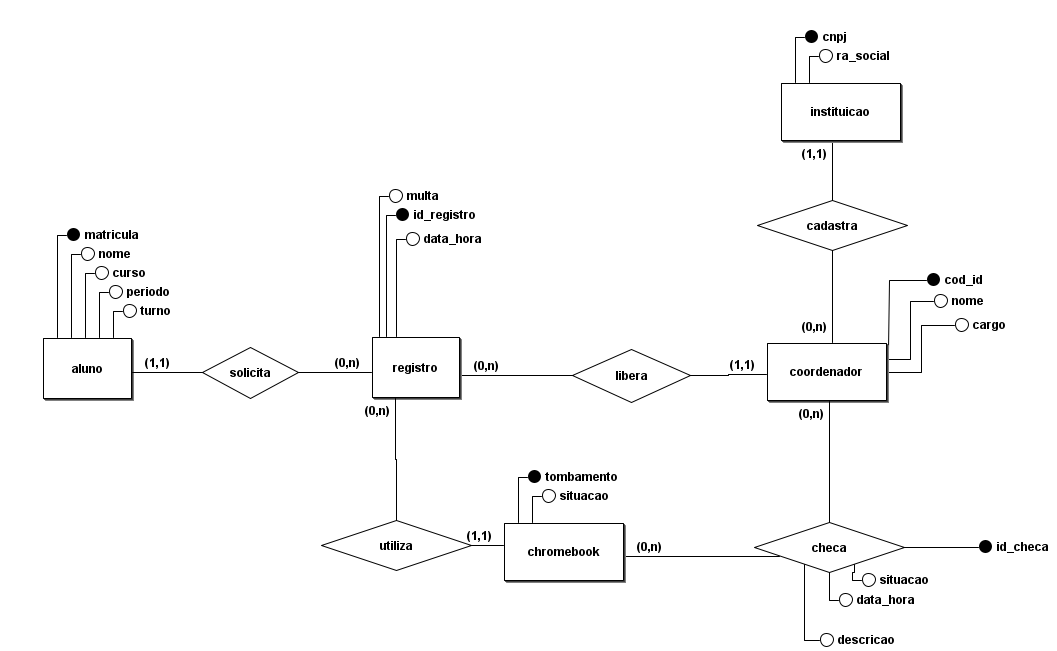 cnpj
ra_social
instituicao
(1,1)
cadastra
(0,n)
multa
id_registro
data_hora
matricula
nome
curso
periodo
turno
cod_id
nome
cargo
aluno
(1,1)
solicita
(0,n)
registro
(0,n)
libera
(1,1)
coordenador
(0,n)
(0,n)
tombamento
situacao
utiliza
(1,1)
chromebook
(0,n)
checa
id_checa
situacao
data_hora
descricao